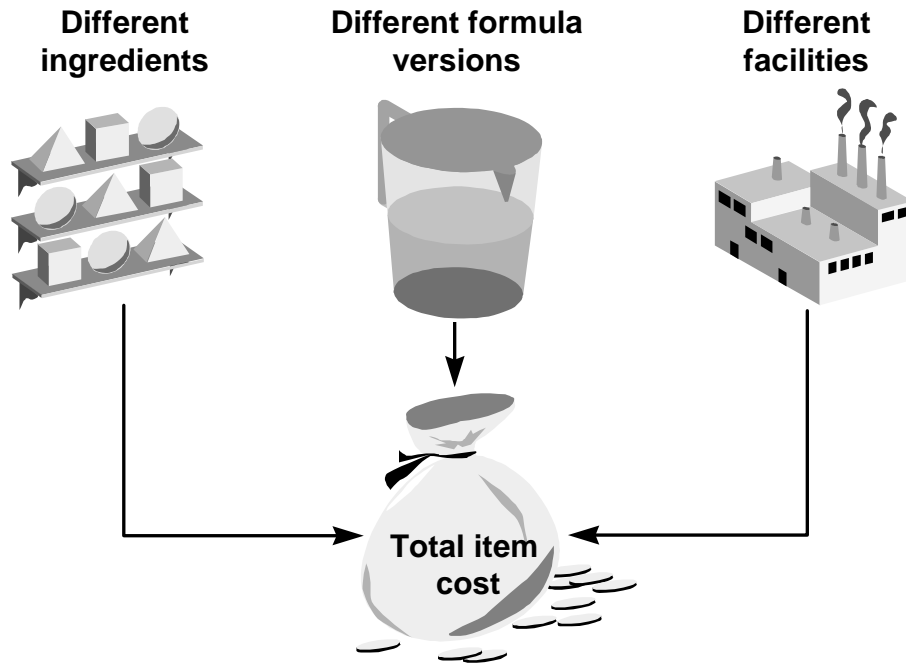 Different
ingredients
Different formula
versions
Different
facilities
Total item
cost